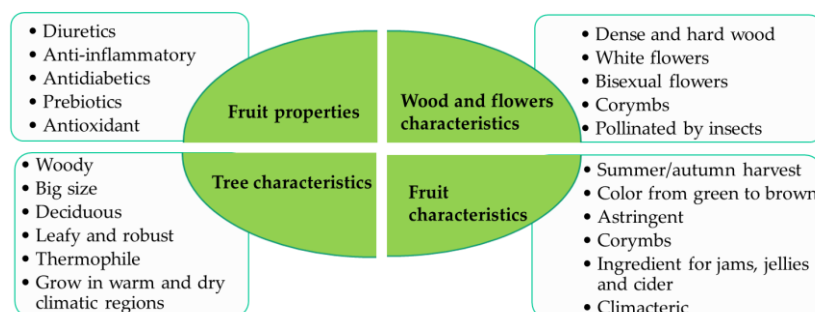 • Diuretics
• Anti-inflammatory
• Antidiabetics
• Prebiotics
• Antioxidant
Fruit properties
Wood and flowers
characteristics
• Dense and hard wood
• White flowers
• Bisexual flowers
• Corymbs
• Pollinated by insects
• Woody
• Big size
• Deciduous
• Leafy and robust
• Thermophile
• Grow in warm and dry
climatic regions
Tree characteristics
Fruit
characteristics
• Summer/autumn harvest
• Color from green to brown
• Astringent
• Corymbs
• Ingredient for jams, jellies
and cider
• Climacteric